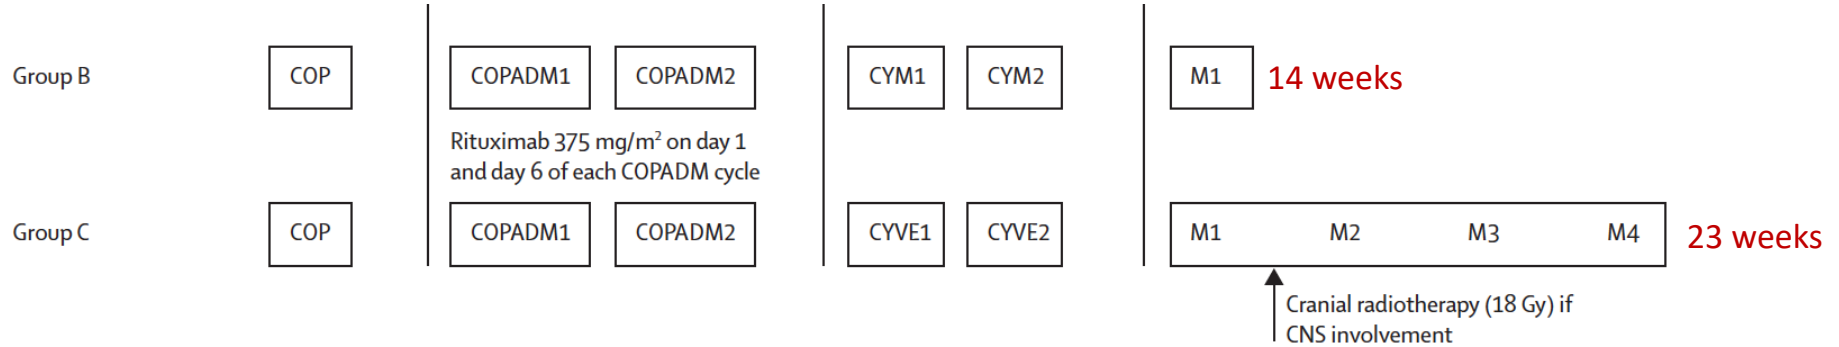 Group B COP COPADM1 COPADM2 CYM1 CYM2 M1 14 weeks
Rituximab 375 mg/m² on day 1
and day 6 of each COPADM cycle
Group C COP COPADM1 COPADM2 CYVE1 CYVE2 M1 M2 M3 M4 23 weeks
Cranial radiotherapy (18 Gy) if
CNS involvement